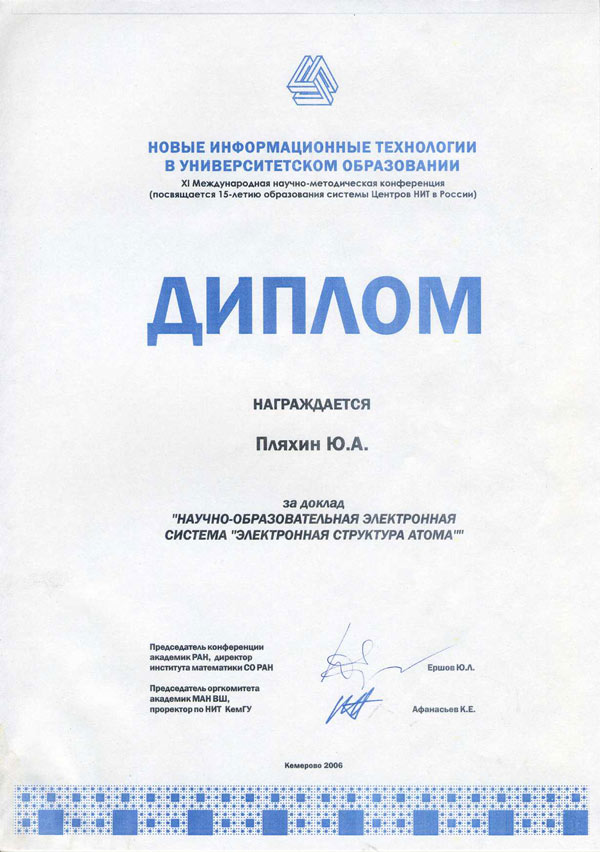 НОВЫЕ ИНФОРМАЦИОННЫЕ ТЕХНОЛОГИИ
В УНИВЕРСИТЕТСКОМ ОБРАЗОВАНИИ
XI Международная научно-методическая конференция
(посвящается 15-летию образования системы Центров НИТ в России)
ДИПЛОМ
НАГРАЖДАЕТСЯ
Пляхин Ю.А.
за доклад
"НАУЧНО-ОБРАЗОВАТЕЛЬНАЯ ЭЛЕКТРОННАЯ
СИСТЕМА "ЭЛЕКТРОННАЯ СТРУКТУРА АТОМА""
Председатель конференции
академик РАН, директор
института математики СО РАН
Ершов Ю.Л.
Председатель оргкомитета
академик МАН ВШ,
проректор по НИТ КемГУ
Афанасьев К.Е.
Кемерово 2006